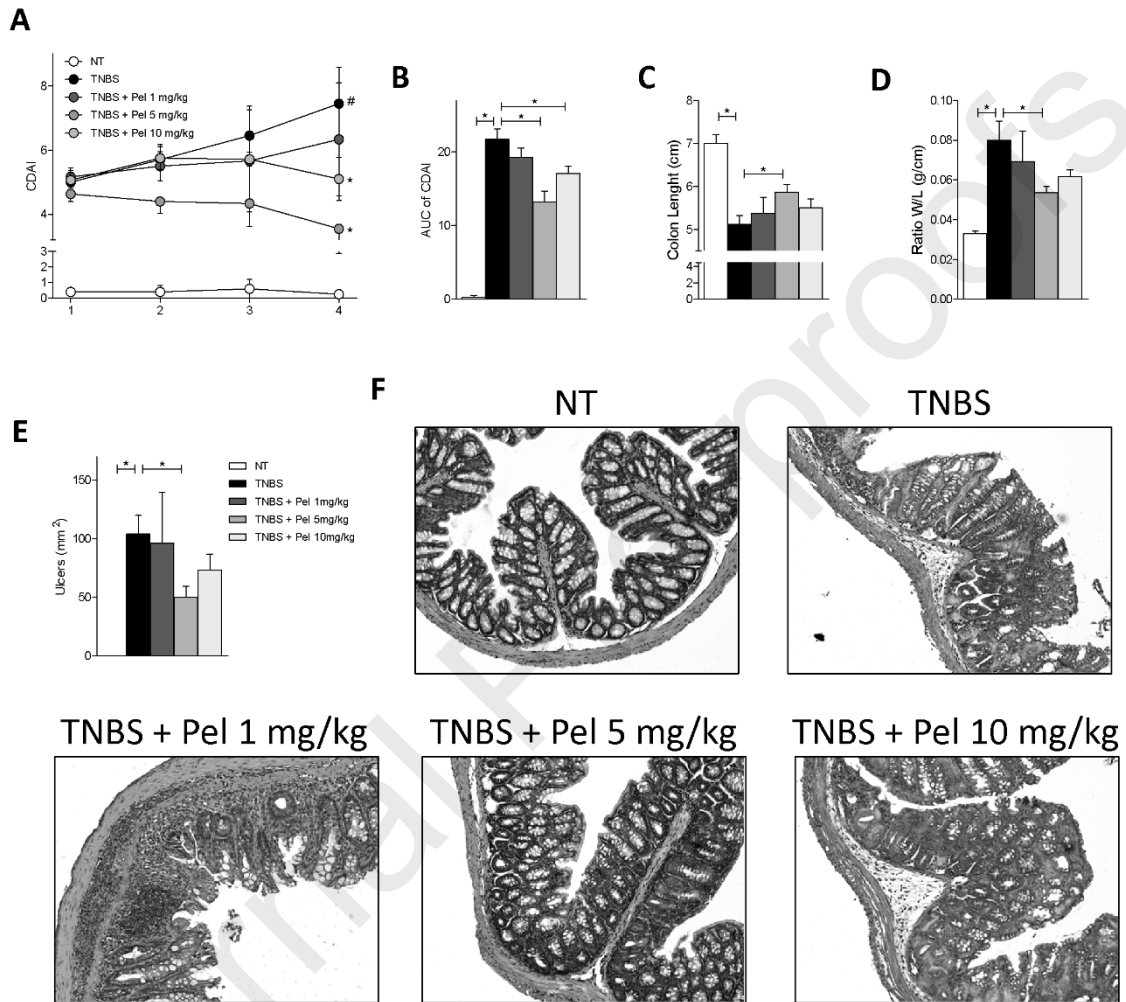 A
NT
TNBS
TNBS + Pel 1 mg/kg
TNBS + Pel 5 mg/kg
TNBS + Pel 10 mg/kg
CDAI
8
6
4
3
2
1
0
1 2 3 4
#
*
*
B
AUC of CDAI
20
10
0
* * *
C
Colon Lenght (cm)
8
7
6
5
4
2
0
* *
D
Ratio W/L (g/cm)
0.10
0.08
0.06
0.04
0.02
0.00
* *
E
Ulcers (mm²)
150
100
50
0
* *
NT
TNBS
TNBS + Pel 1mg/kg
TNBS + Pel 5mg/kg
TNBS + Pel 10mg/kg
F
NT
TNBS
TNBS + Pel 1 mg/kg
TNBS + Pel 5 mg/kg
TNBS + Pel 10 mg/kg
rnal P proofs